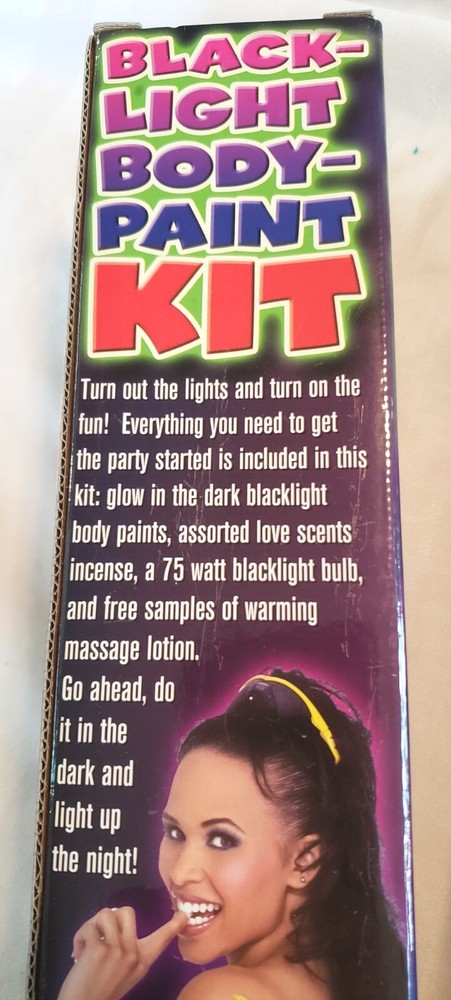 BLACK-
LIGHT
BODY-
PAINT
KIT
Turn out the lights and turn on the
fun! Everything you need to get
the party started is included in this
kit: glow in the dark blacklight
body paints, assorted love scents
incense, a 75 watt blacklight bulb,
and free samples of warming
massage lotion.
Go ahead, do
it in the
dark and
light up
the night!